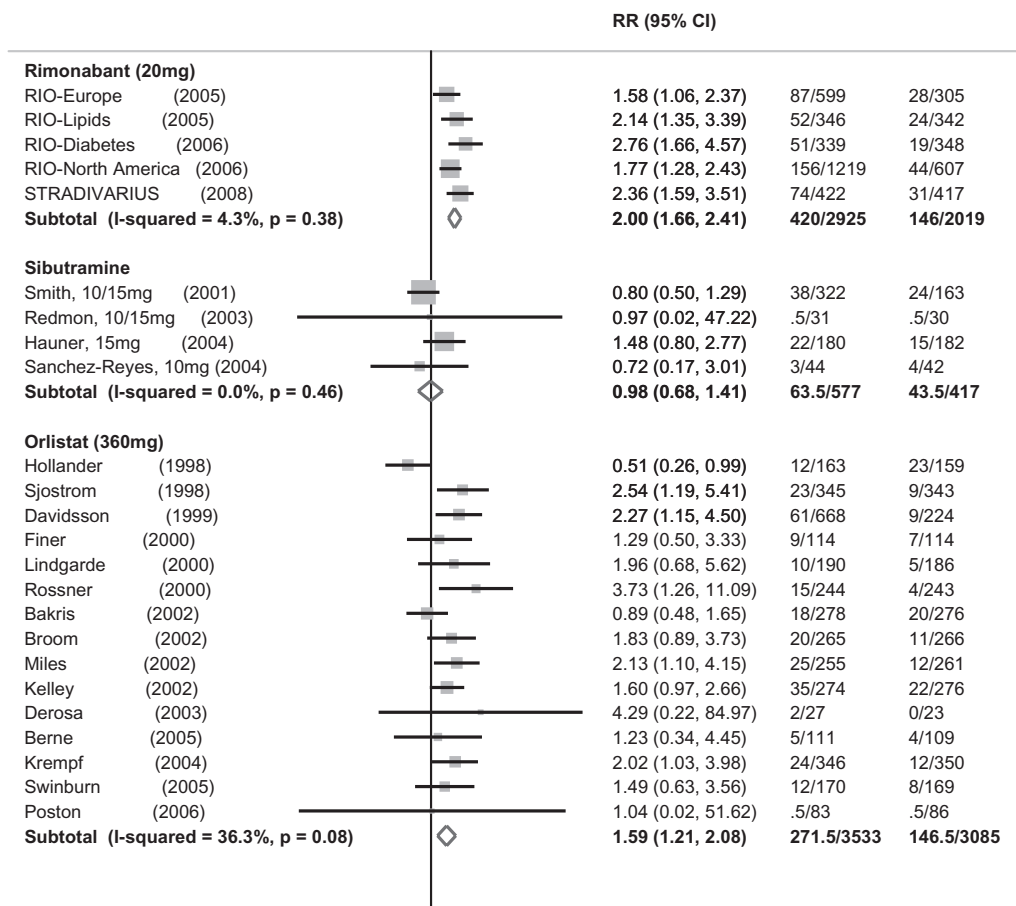 RR (95% CI)
Rimonabant (20mg)
RIO-Europe (2005) 1.58 (1.06, 2.37) 87/599 28/305
RIO-Lipids (2005) 2.14 (1.35, 3.39) 52/346 24/342
RIO-Diabetes (2006) 2.76 (1.66, 4.57) 51/339 19/348
RIO-North America (2006) 1.77 (1.28, 2.43) 156/1219 44/607
STRADIVARIUS (2008) 2.36 (1.59, 3.51) 74/422 31/417
Subtotal (I-squared = 4.3%, p = 0.38) 2.00 (1.66, 2.41) 420/2925 146/2019
Sibutramine
Smith, 10/15mg (2001) 0.80 (0.50, 1.29) 38/322 24/163
Redmon, 10/15mg (2003) 0.97 (0.02, 47.22) .5/31 .5/30
Hauner, 15mg (2004) 1.48 (0.80, 2.77) 22/180 15/182
Sanchez-Reyes, 10mg (2004) 0.72 (0.17, 3.01) 3/44 4/42
Subtotal (I-squared = 0.0%, p = 0.46) 0.98 (0.68, 1.41) 63.5/577 43.5/417
Orlistat (360mg)
Hollander (1998) 0.51 (0.26, 0.99) 12/163 23/159
Sjostrom (1998) 2.54 (1.19, 5.41) 23/345 9/343
Davidsson (1999) 2.27 (1.15, 4.50) 61/668 9/224
Finer (2000) 1.29 (0.50, 3.33) 9/114 7/114
Lindgarde (2000) 1.96 (0.68, 5.62) 10/190 5/186
Rossner (2000) 3.73 (1.26, 11.09) 15/244 4/243
Bakris (2002) 0.89 (0.48, 1.65) 18/278 20/276
Broom (2002) 1.83 (0.89, 3.73) 20/265 11/266
Miles (2002) 2.13 (1.10, 4.15) 25/255 12/261
Kelley (2002) 1.60 (0.97, 2.66) 35/274 22/276
Derosa (2003) 4.29 (0.22, 84.97) 2/27 0/23
Berne (2005) 1.23 (0.34, 4.45) 5/111 4/109
Krempf (2004) 2.02 (1.03, 3.98) 24/346 12/350
Swinburn (2005) 1.49 (0.63, 3.56) 12/170 8/169
Poston (2006) 1.04 (0.02, 51.62) .5/83 .5/86
Subtotal (I-squared = 36.3%, p = 0.08) 1.59 (1.21, 2.08) 271.5/3533 146.5/3085